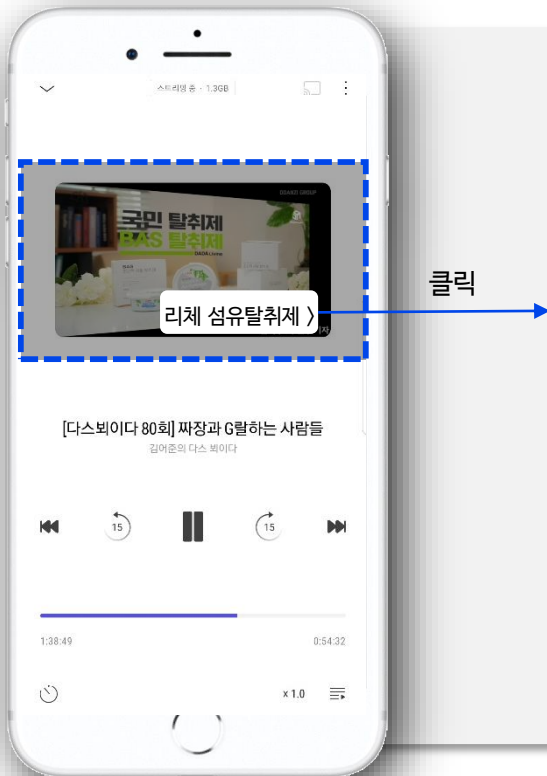 스트리밍 중 - 1.3GB
국민 탈취제
BAS 탈취제
DADA Living
리체 섬유탈취제 〉
클릭
[다스뵈이다 80회] 짜장과 G랄하는 사람들
김어준의 다스 뵈이다
15
15
1:38:49
0:54:32
x 1.0